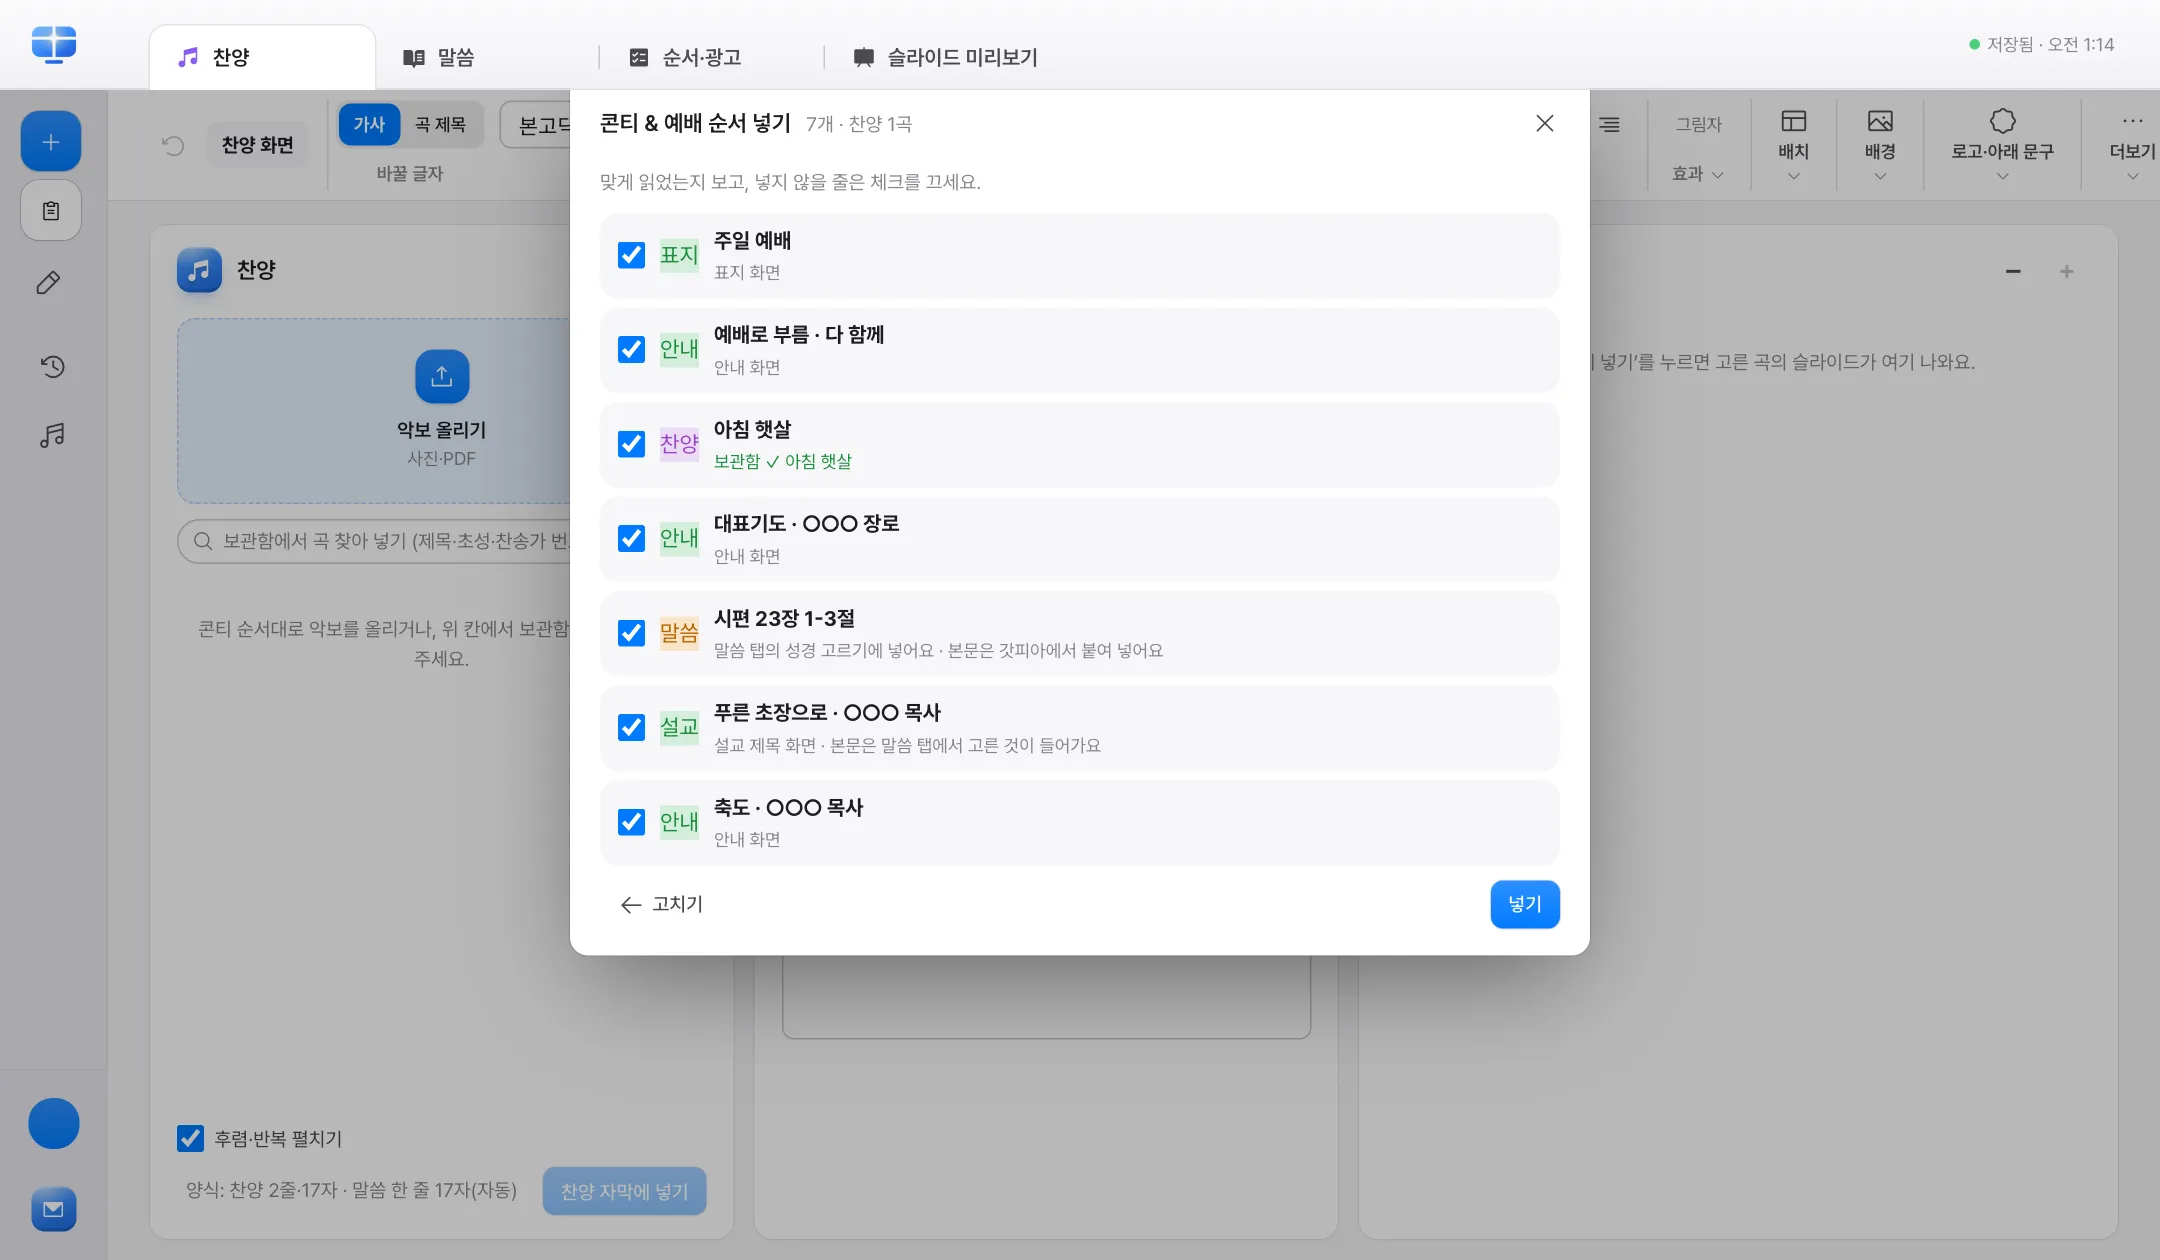 찬양
말씀
순서·광고
슬라이드 미리보기
저장됨 · 오전 1:14
찬양 화면
가사
곡 제목
바꿀 글자
본고딕
그림자
효과
배치
배경
로고·아래 문구
더보기
찬양
악보 올리기
사진·PDF
보관함에서 곡 찾아 넣기 (제목·초성·찬송가 번
콘티 순서대로 악보를 올리거나, 위 칸에서 보관함
주세요.
후렴·반복 펼치기
양식: 찬양 2줄·17자 · 말씀 한 줄 17자(자동)
찬양 자막에 넣기
콘티 & 예배 순서 넣기 7개 · 찬양 1곡
맞게 읽었는지 보고, 넣지 않을 줄은 체크를 끄세요.
표지
주일 예배
표지 화면
안내
예배로 부름 · 다 함께
안내 화면
찬양
아침 햇살
보관함 ✓ 아침 햇살
안내
대표기도 · ○○○ 장로
안내 화면
말씀
시편 23장 1-3절
말씀 탭의 성경 고르기에 넣어요 · 본문은 갓피아에서 붙여 넣어요
설교
푸른 초장으로 · ○○○ 목사
설교 제목 화면 · 본문은 말씀 탭에서 고른 것이 들어가요
안내
축도 · ○○○ 목사
안내 화면
← 고치기
넣기
넣기’를 누르면 고른 곡의 슬라이드가 여기 나와요.